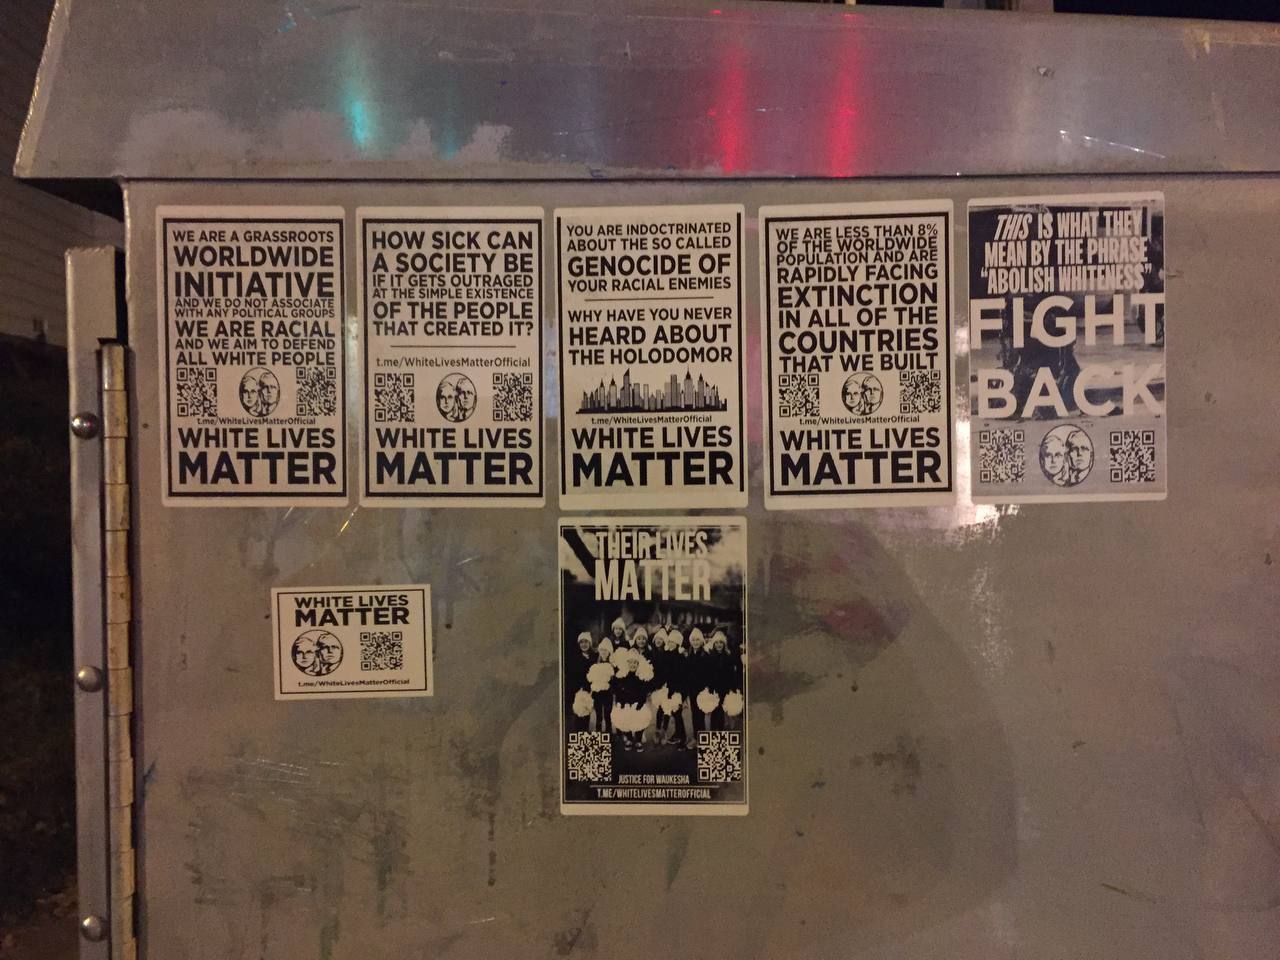 WE ARE A GRASSROOTS
WORLDWIDE
INITIATIVE
AND WE DO NOT ASSOCIATE
WITH ANY POLITICAL GROUPS
WE ARE RACIAL
AND WE AIM TO DEFEND
ALL WHITE PEOPLE
t.me/WhiteLivesMatterOfficial
WHITE LIVES
MATTER
HOW SICK CAN
A SOCIETY BE
IF IT GETS OUTRAGED
AT THE SIMPLE EXISTENCE
OF THE PEOPLE
THAT CREATED IT?
t.me/WhiteLivesMatterOfficial
WHITE LIVES
MATTER
YOU ARE INDOCTRINATED
ABOUT THE SO CALLED
GENOCIDE OF
YOUR RACIAL ENEMIES
WHY HAVE YOU NEVER
HEARD ABOUT
THE HOLODOMOR
t.me/WhiteLivesMatterOfficial
WHITE LIVES
MATTER
WE ARE LESS THAN 8%
OF THE WORLDWIDE
POPULATION AND ARE
RAPIDLY FACING
EXTINCTION
IN ALL OF THE
COUNTRIES
THAT WE BUILT
t.me/WhiteLivesMatterOfficial
WHITE LIVES
MATTER
THIS IS WHAT THEY
MEAN BY THE PHRASE
"ABOLISH WHITENESS"
FIGHT
BACK
WHITE LIVES
MATTER
t.me/WhiteLivesMatterOfficial
THEIR LIVES
MATTER
JUSTICE FOR WAUKESHA
T.ME/WHITELIVESMATTEROFFICIAL